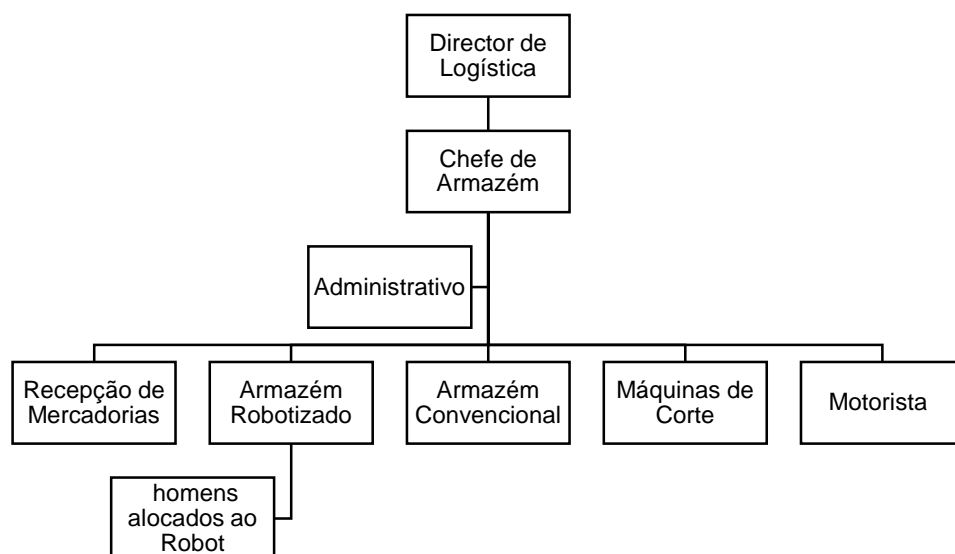 Director de
Logística
Chefe de
Armazém
Administrativo
Recepção de
Mercadorias
Armazém
Robotizado
Armazém
Convencional
Máquinas de
Corte
Motorista
homens
alocados ao
Robot